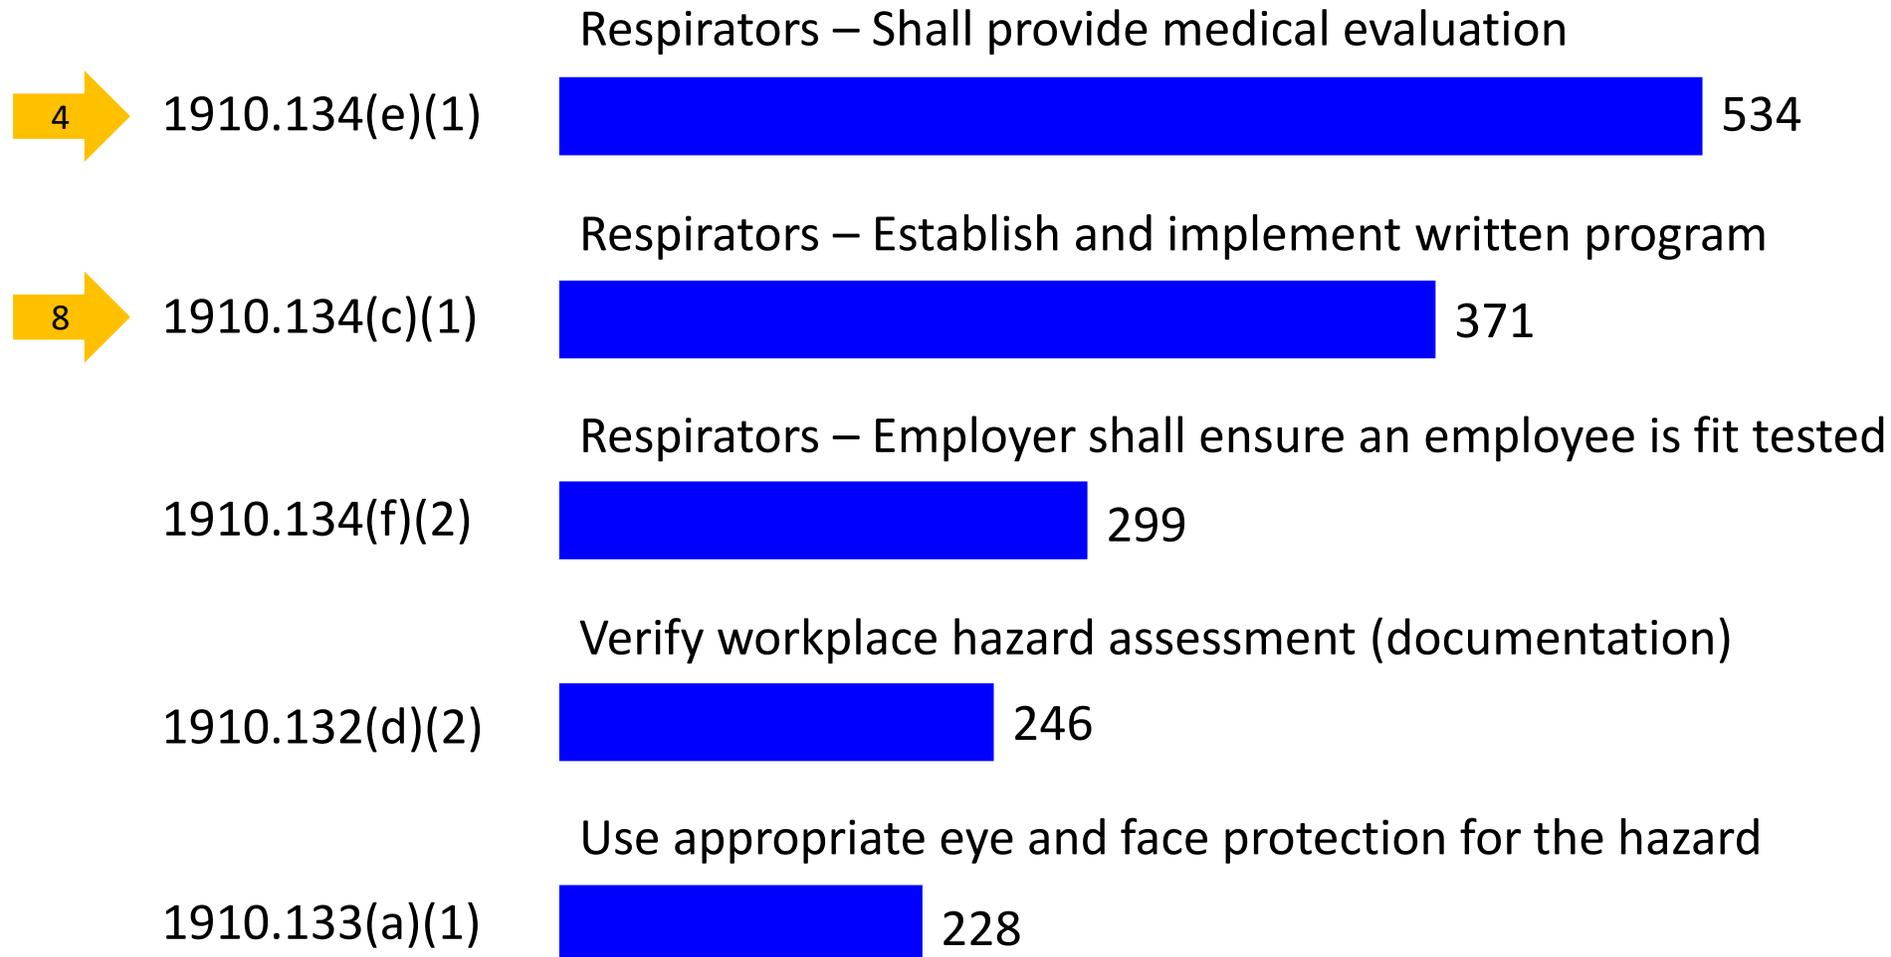 Respirators – Shall provide medical evaluation
4 1910.134(e)(1) 534
Respirators – Establish and implement written program
8 1910.134(c)(1) 371
Respirators – Employer shall ensure an employee is fit tested
1910.134(f)(2) 299
Verify workplace hazard assessment (documentation)
1910.132(d)(2) 246
Use appropriate eye and face protection for the hazard
1910.133(a)(1) 228